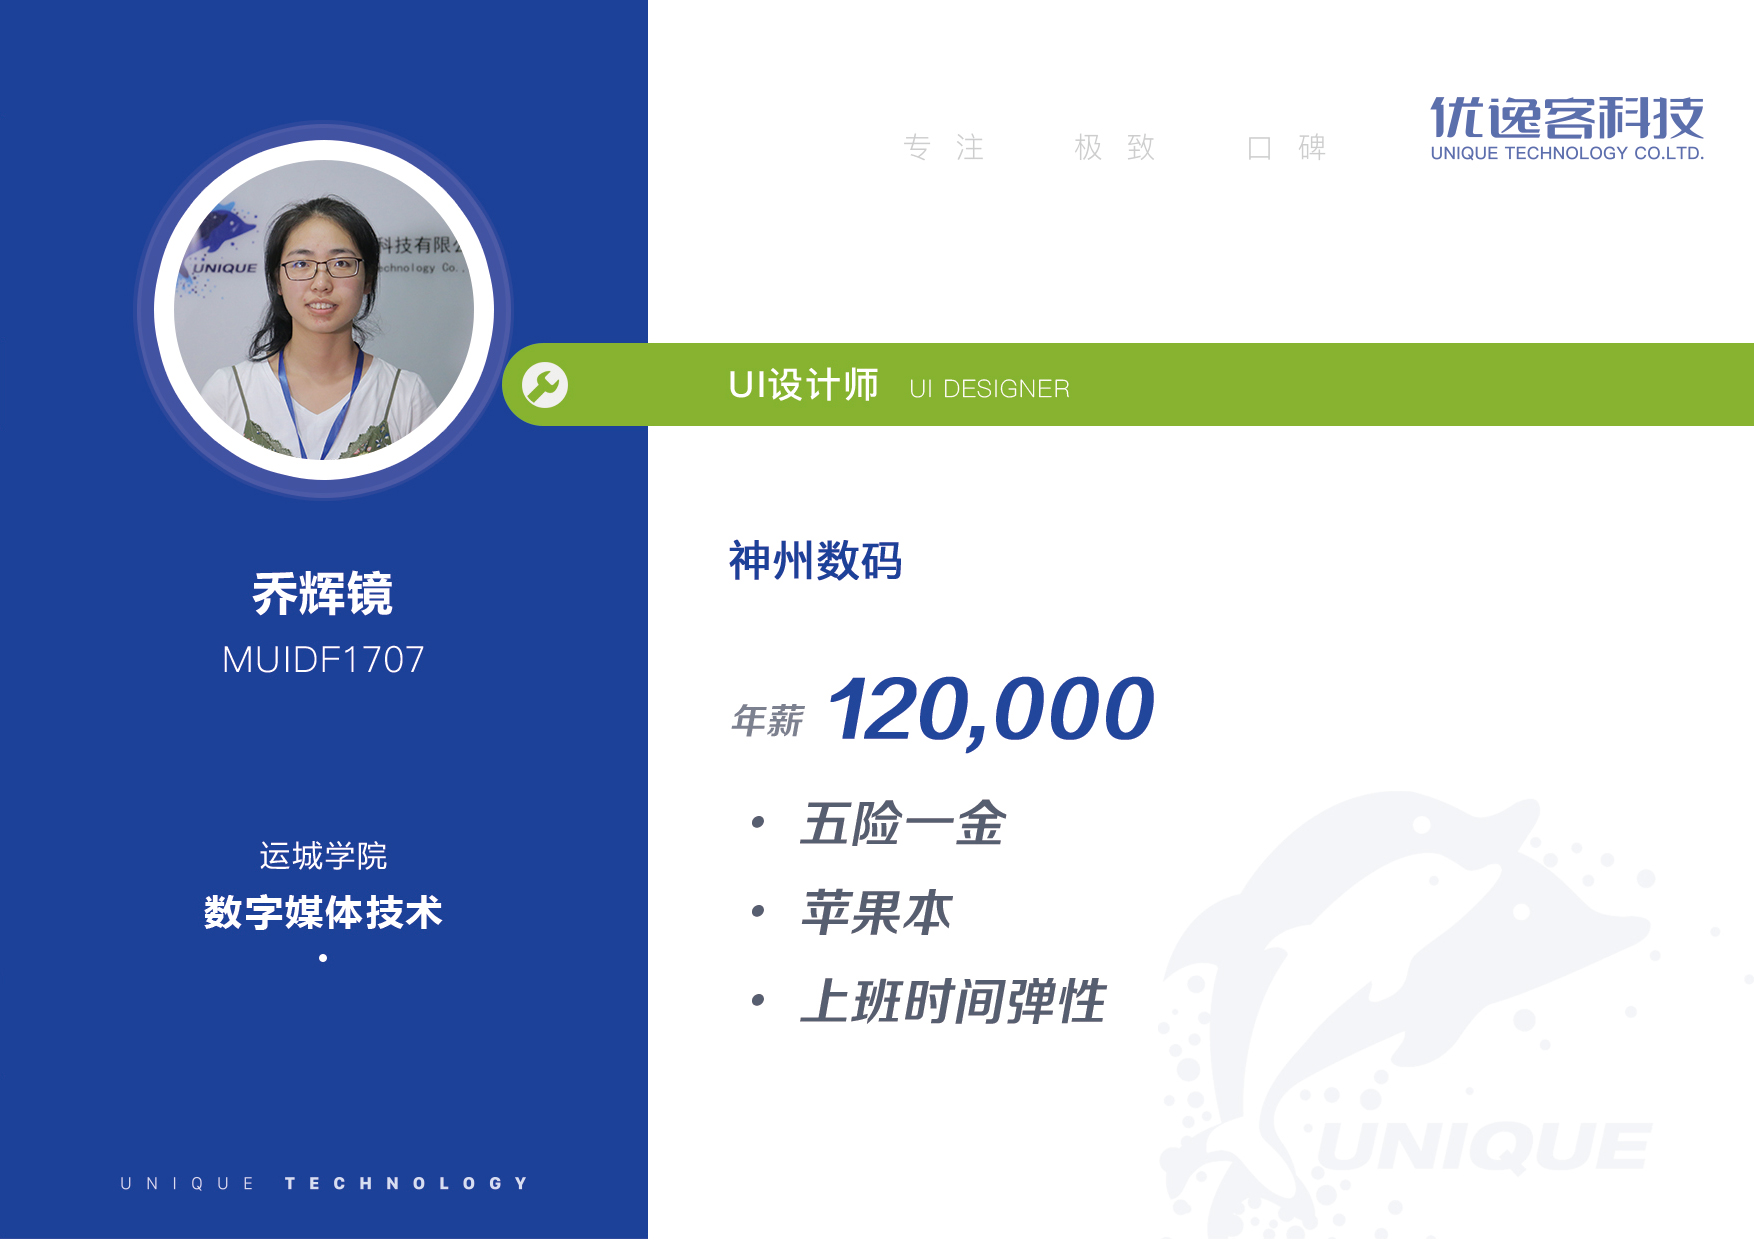 专注 极致 口碑
优逸客科技
UNIQUE TECHNOLOGY CO.LTD.
UNIQUE
科技有限公
echnology Co.,
UI设计师 UI DESIGNER
乔辉镜
MUIDF1707
运城学院
数字媒体技术
UNIQUE TECHNOLOGY
神州数码
年薪 120,000
• 五险一金
• 苹果本
• 上班时间弹性
UNIQUE